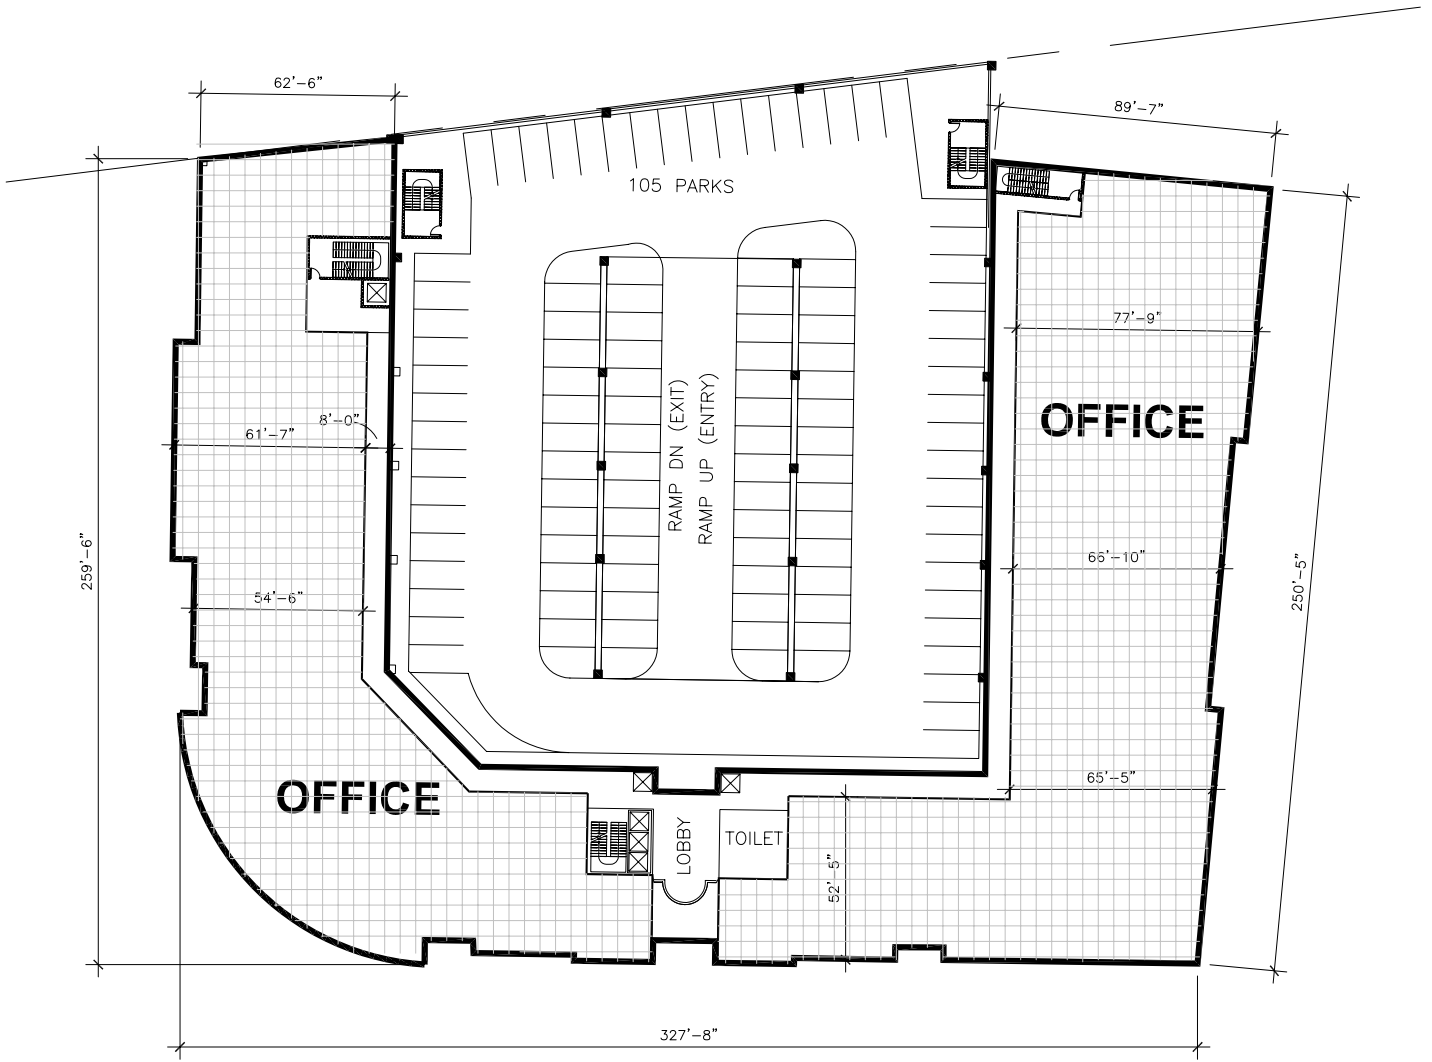 62'-6"
89'-7"
105 PARKS
77'-9"
OFFICE
8'-0"
61'-7"
RAMP DN (EXIT)
RAMP UP (ENTRY)
259'-6"
66'-10"
250'-5"
54'-6"
65'-5"
OFFICE
LOBBY
TOILET
52'-5"
327'-8"